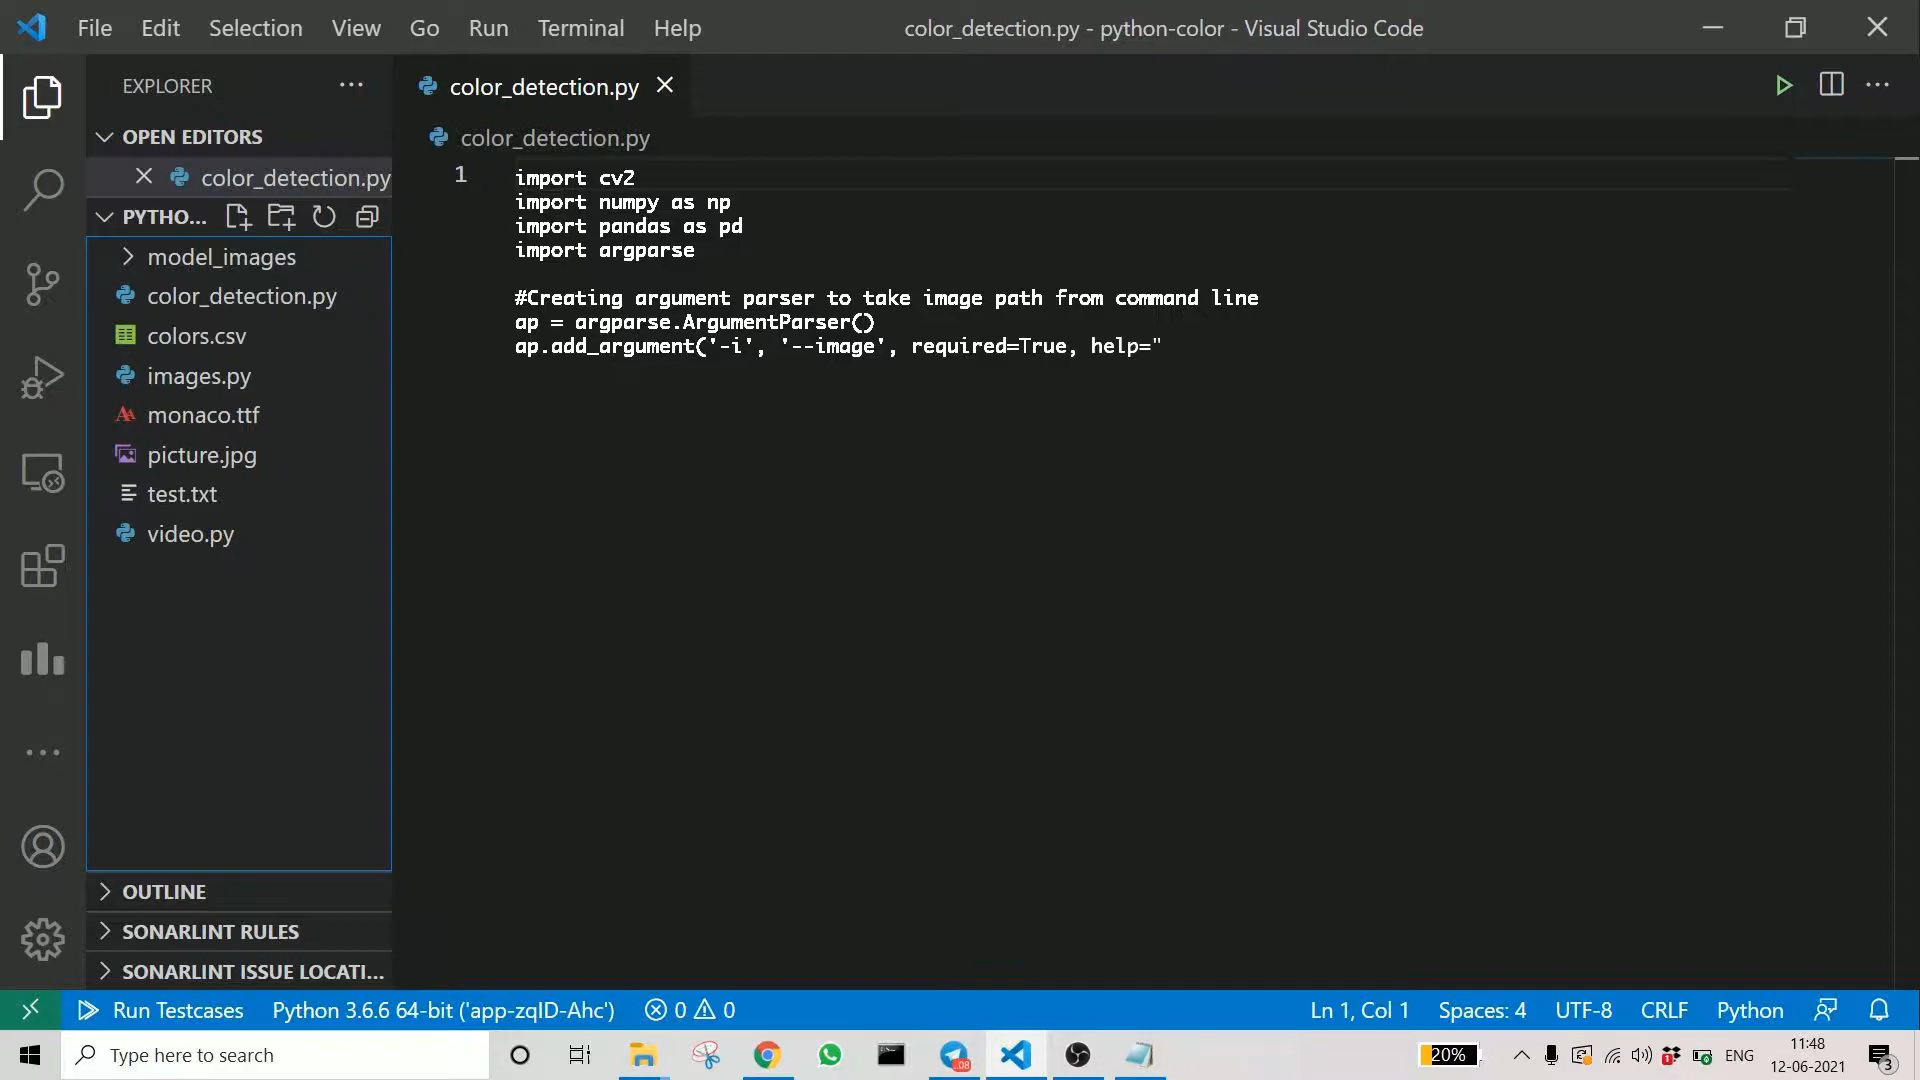 File Edit Selection View Go Run Terminal Help color_detection.py - python-color - Visual Studio Code
EXPLORER
color_detection.py
OPEN EDITORS
color_detection.py
color_detection.py
PYTHO...
model_images
color_detection.py
colors.csv
images.py
monaco.ttf
picture.jpg
test.txt
video.py
OUTLINE
SONARLINT RULES
SONARLINT ISSUE LOCATI...
1
import cv2
import numpy as np
import pandas as pd
import argparse
#Creating argument parser to take image path from command line
ap = argparse.ArgumentParser()
ap.add_argument('-i', '--image', required=True, help="
Run Testcases Python 3.6.6 64-bit ('app-zqID-Ahc') 0 0 Ln 1, Col 1 Spaces: 4 UTF-8 CRLF Python
Type here to search 20% ENG 11:48
12-06-2021
3